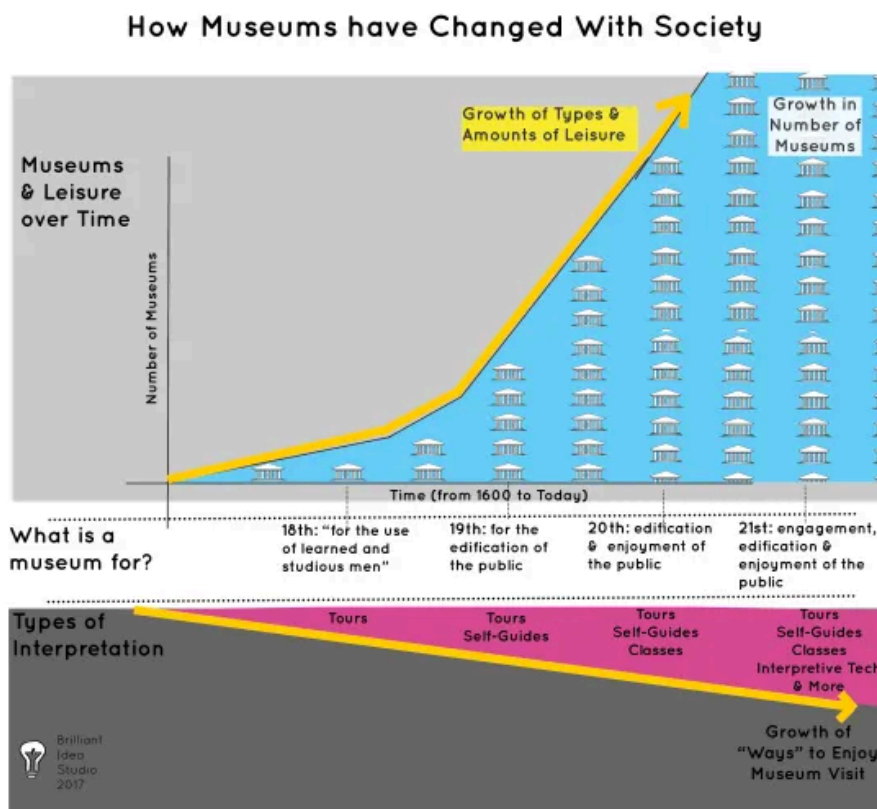 How Museums have Changed With Society
Museums
& Leisure
over Time
Number of Museums
Growth of Types &
Amounts of Leisure
Growth in
Number of
Museums
Time (from 1600 to Today)
What is a
museum for?
18th: "for the use
of learned and
studious men"
19th: for the
edification of
the public
20th: edification
& enjoyment of
the public
21st: engagement,
edification &
enjoyment of the
public
Types of
Interpretation
Tours
Tours
Self-Guides
Tours
Self-Guides
Classes
Tours
Self-Guides
Classes
Interpretive Tech
& More
Growth of
"Ways" to Enjoy
Museum Visit
Brilliant
Idea
Studio
2017